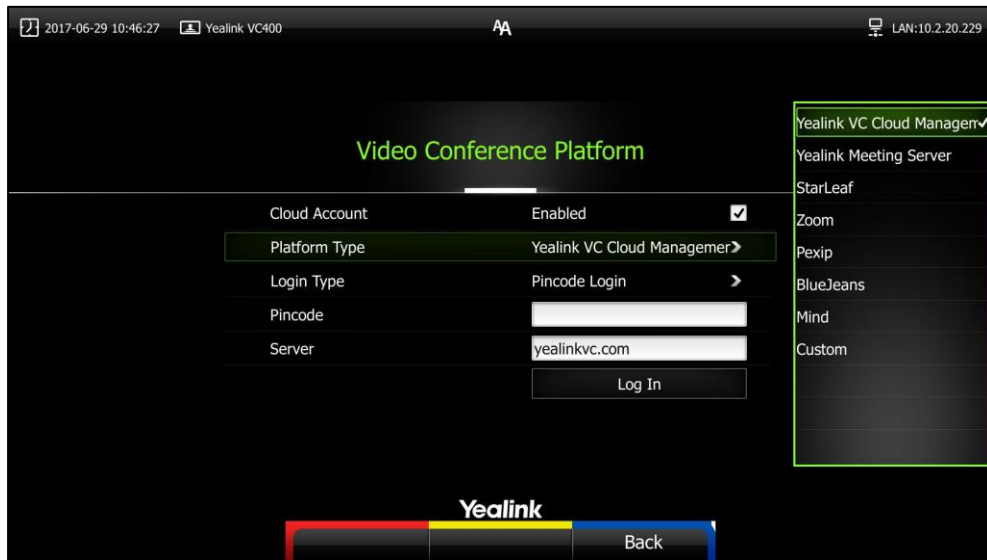 2017-06-29 10:46:27 Yealink VC400 AA LAN:10.2.20.229
Video Conference Platform
Cloud Account Enabled
Platform Type Yealink VC Cloud Managemer
Login Type Pincode Login
Pincode
Server yealinkvc.com
Log In
Yealink VC Cloud Managem
Yealink Meeting Server
StarLeaf
Zoom
Pexip
BlueJeans
Mind
Custom
Yealink
Back